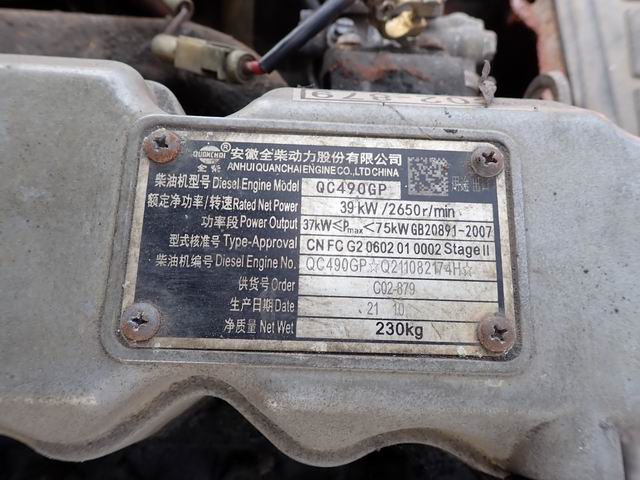 QUANCHAI
全柴
® 安徽全柴动力股份有限公司
ANHUI QUANCHAI ENGINE CO.,LTD CHINA
柴油机型号 Diesel Engine Model QC490GP
额定净功率/转速 Rated Net Power 39 kW/2650r/min
功率段 Power Output 37kW≤Pmax<75kW GB20891-2007
型式核准号 Type-Approval CN FC G2 0602 01 0002 Stage II
柴油机编号 Diesel Engine No. QC490GP☆Q211082174H☆
供货号 Order C02-879
生产日期 Date 21 10
净质量 Net Wet 230kg